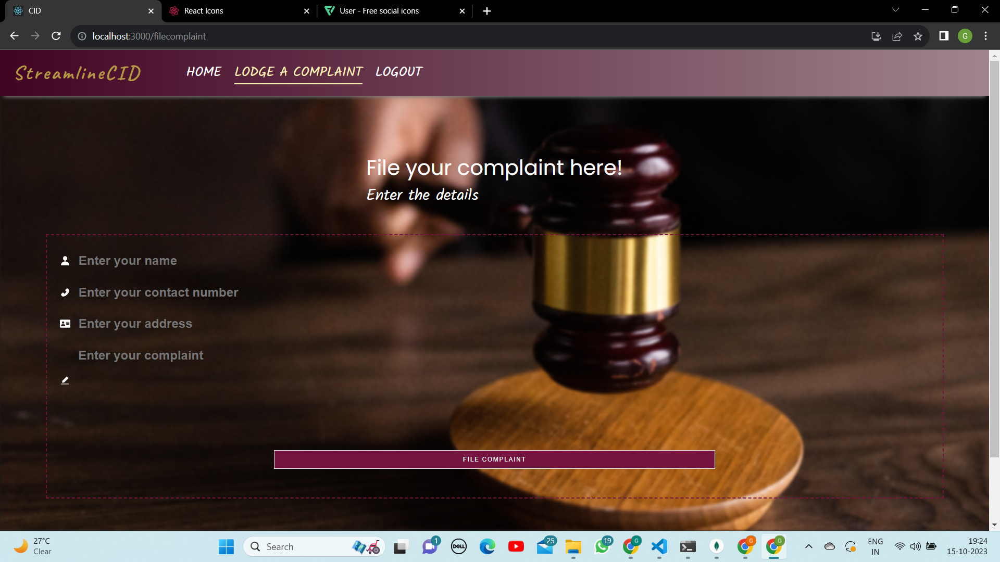 CID
React Icons
User - Free social icons
localhost:3000/filecomplaint
G
StreamlineCID
HOME
LODGE A COMPLAINT
LOGOUT
File your complaint here!
Enter the details
Enter your name
Enter your contact number
Enter your address
Enter your complaint
FILE COMPLAINT
27°C
Clear
Search
1
DELL
25
19
G
G
G
ENG
IN
19:24
15-10-2023